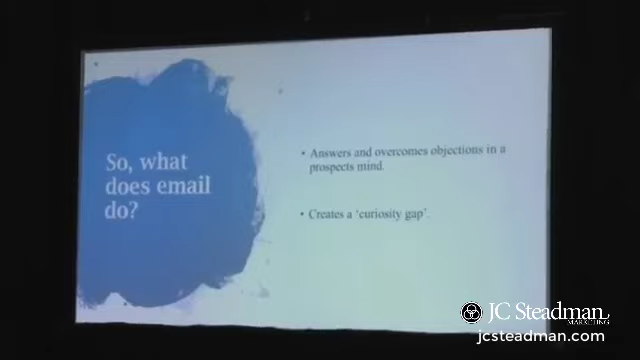 So, what
does email
do?
• Answers and overcomes objections in a
prospects mind.
• Creates a 'curiosity gap'.
JC Steadman
MARKETING
jcsteadman.com